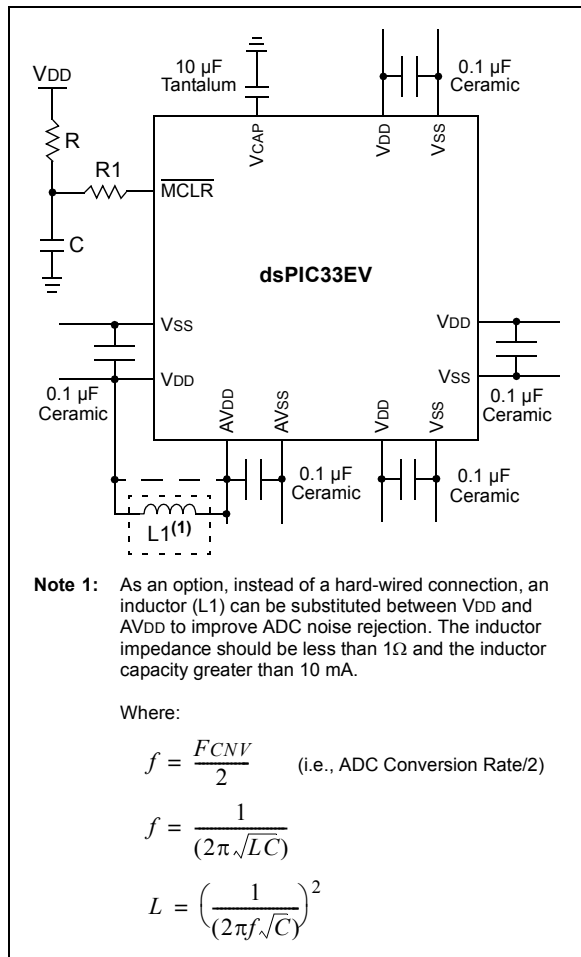 10 µF
Tantalum
0.1 µF
Ceramic
VDD
R
R1
C
MCLR
VCAP
VDD
VSS
dsPIC33EV
VSS
VDD
0.1 µF
Ceramic
VDD
VSS
0.1 µF
Ceramic
AVDD
AVSS
VDD
VSS
0.1 µF
Ceramic
0.1 µF
Ceramic
L1(1)
Note 1: As an option, instead of a hard-wired connection, an
inductor (L1) can be substituted between VDD and
AVDD to improve ADC noise rejection. The inductor
impedance should be less than 1Ω and the inductor
capacity greater than 10 mA.
Where:
f = FCNV / 2 (i.e., ADC Conversion Rate/2)
f = 1 / (2π√LC)
L = (1 / (2πf√C))²